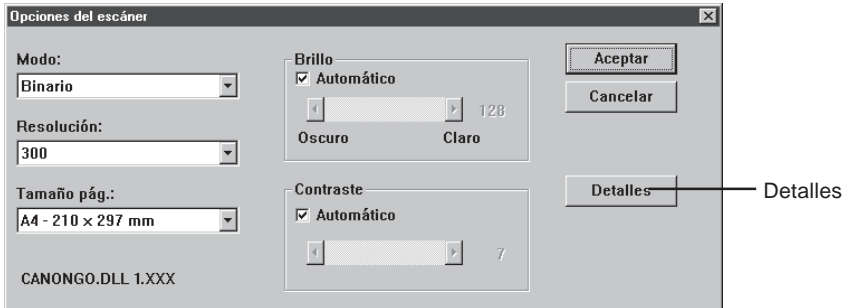 Opciones del escáner
Modo:
Binario
Resolución:
300
Tamaño pág.:
A4 - 210 × 297 mm
CANONGO.DLL 1.XXX
Brillo
Automático
128
Oscuro Claro
Contraste
Automático
7
Aceptar
Cancelar
Detalles
Detalles